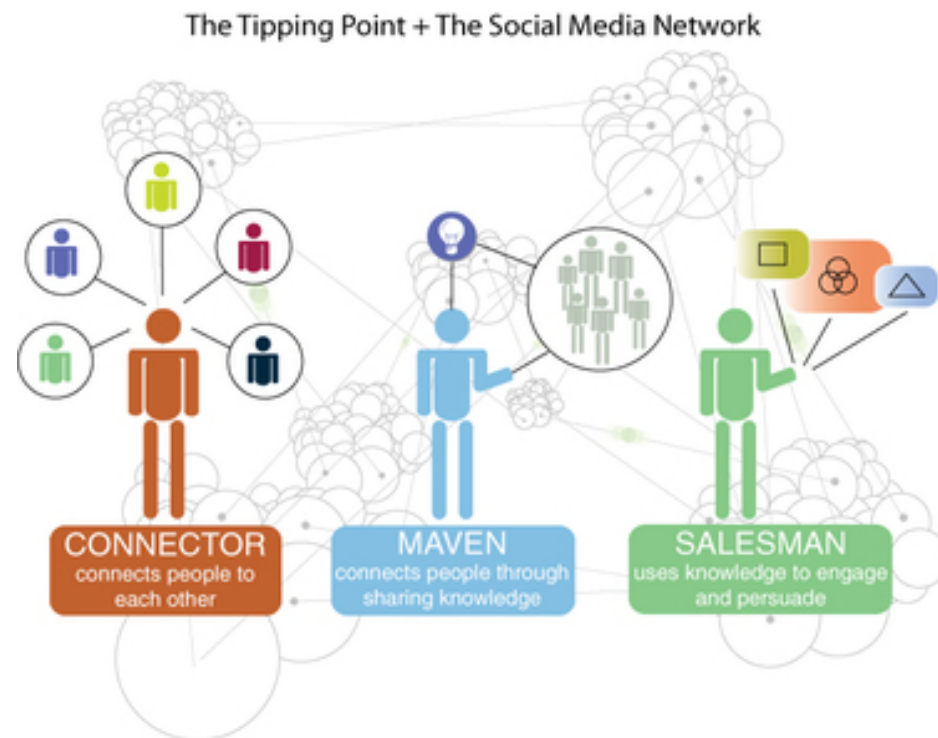 The Tipping Point + The Social Media Network
CONNECTOR
connects people to
each other
MAVEN
connects people through
sharing knowledge
SALESMAN
uses knowledge to engage
and persuade